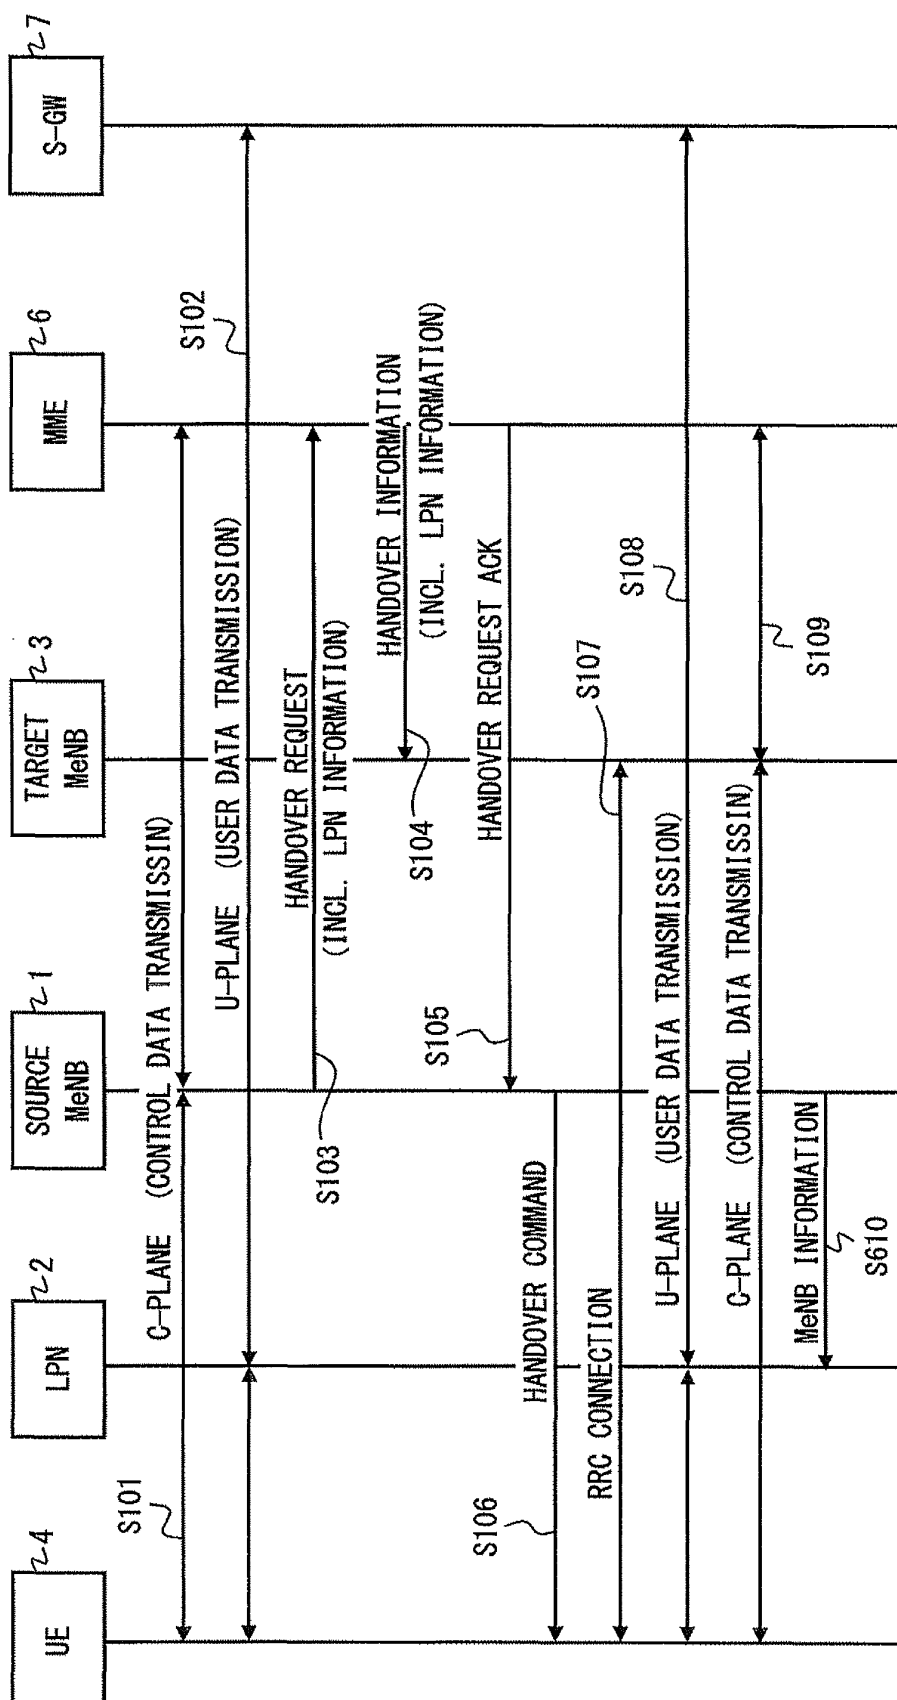 UE
4
LPN
2
SOURCE
MeNB
1
TARGET
MeNB
3
MME
6
S-GW
7
S101
C-PLANE (CONTROL DATA TRANSMISSIN)
U-PLANE (USER DATA TRANSMISSION)
S102
HANDOVER REQUEST
(INCL. LPN INFORMATION)
S103
HANDOVER INFORMATION
(INCL. LPN INFORMATION)
S104
HANDOVER REQUEST ACK
S105
HANDOVER COMMAND
S106
RRC CONNECTION
S107
U-PLANE (USER DATA TRANSMISSION)
S108
C-PLANE (CONTROL DATA TRANSMISSIN)
S109
MeNB INFORMATION
S610